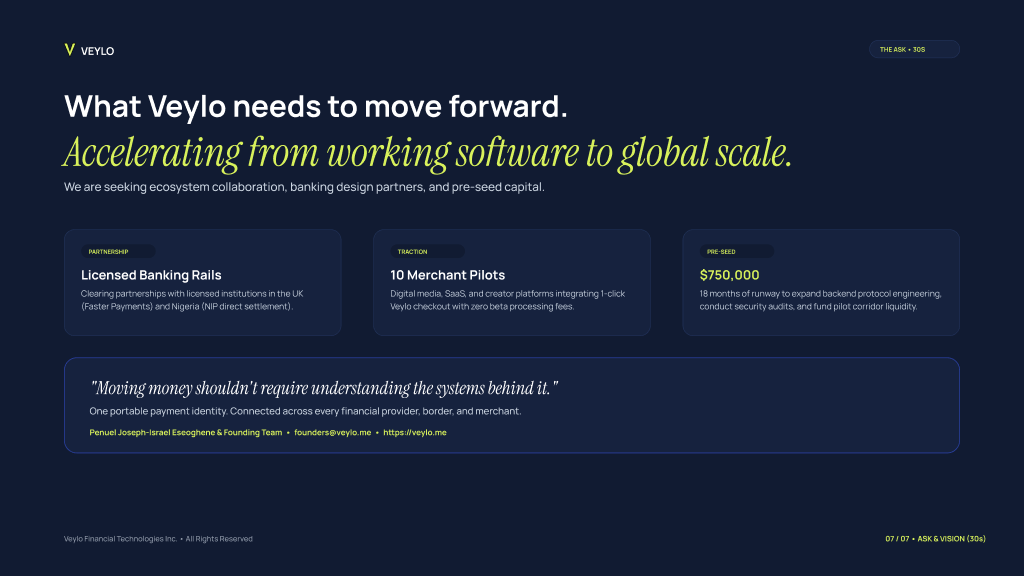 VEYLO
THE ASK • 30S
What Veylo needs to move forward.
Accelerating from working software to global scale.
We are seeking ecosystem collaboration, banking design partners, and pre-seed capital.
PARTNERSHIP
Licensed Banking Rails
Clearing partnerships with licensed institutions in the UK
(Faster Payments) and Nigeria (NIP direct settlement).
TRACTION
10 Merchant Pilots
Digital media, SaaS, and creator platforms integrating 1-click
Veylo checkout with zero beta processing fees.
PRE-SEED
$750,000
18 months of runway to expand backend protocol engineering,
conduct security audits, and fund pilot corridor liquidity.
"Moving money shouldn't require understanding the systems behind it."
One portable payment identity. Connected across every financial provider, border, and merchant.
Penuel Joseph-Israel Eseoghene & Founding Team • founders@veylo.me • https://veylo.me
Veylo Financial Technologies Inc. • All Rights Reserved
07 / 07 • ASK & VISION (30s)